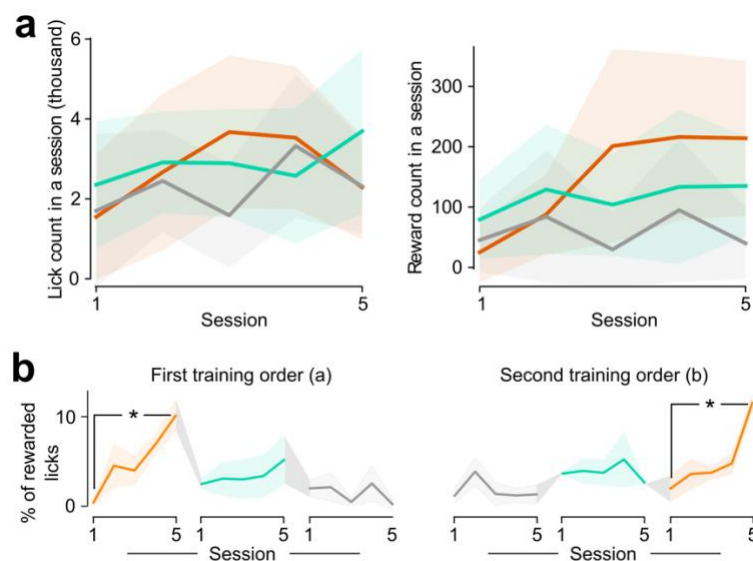 a
Lick count in a session (thousand)
6
4
2
0
1
5
Session
Reward count in a session
300
200
100
0
1
5
Session
b
First training order (a)
Second training order (b)
% of rewarded
licks
10
0
*
*
1
5
1
5
1
5
1
5
1
5
1
5
Session
Session